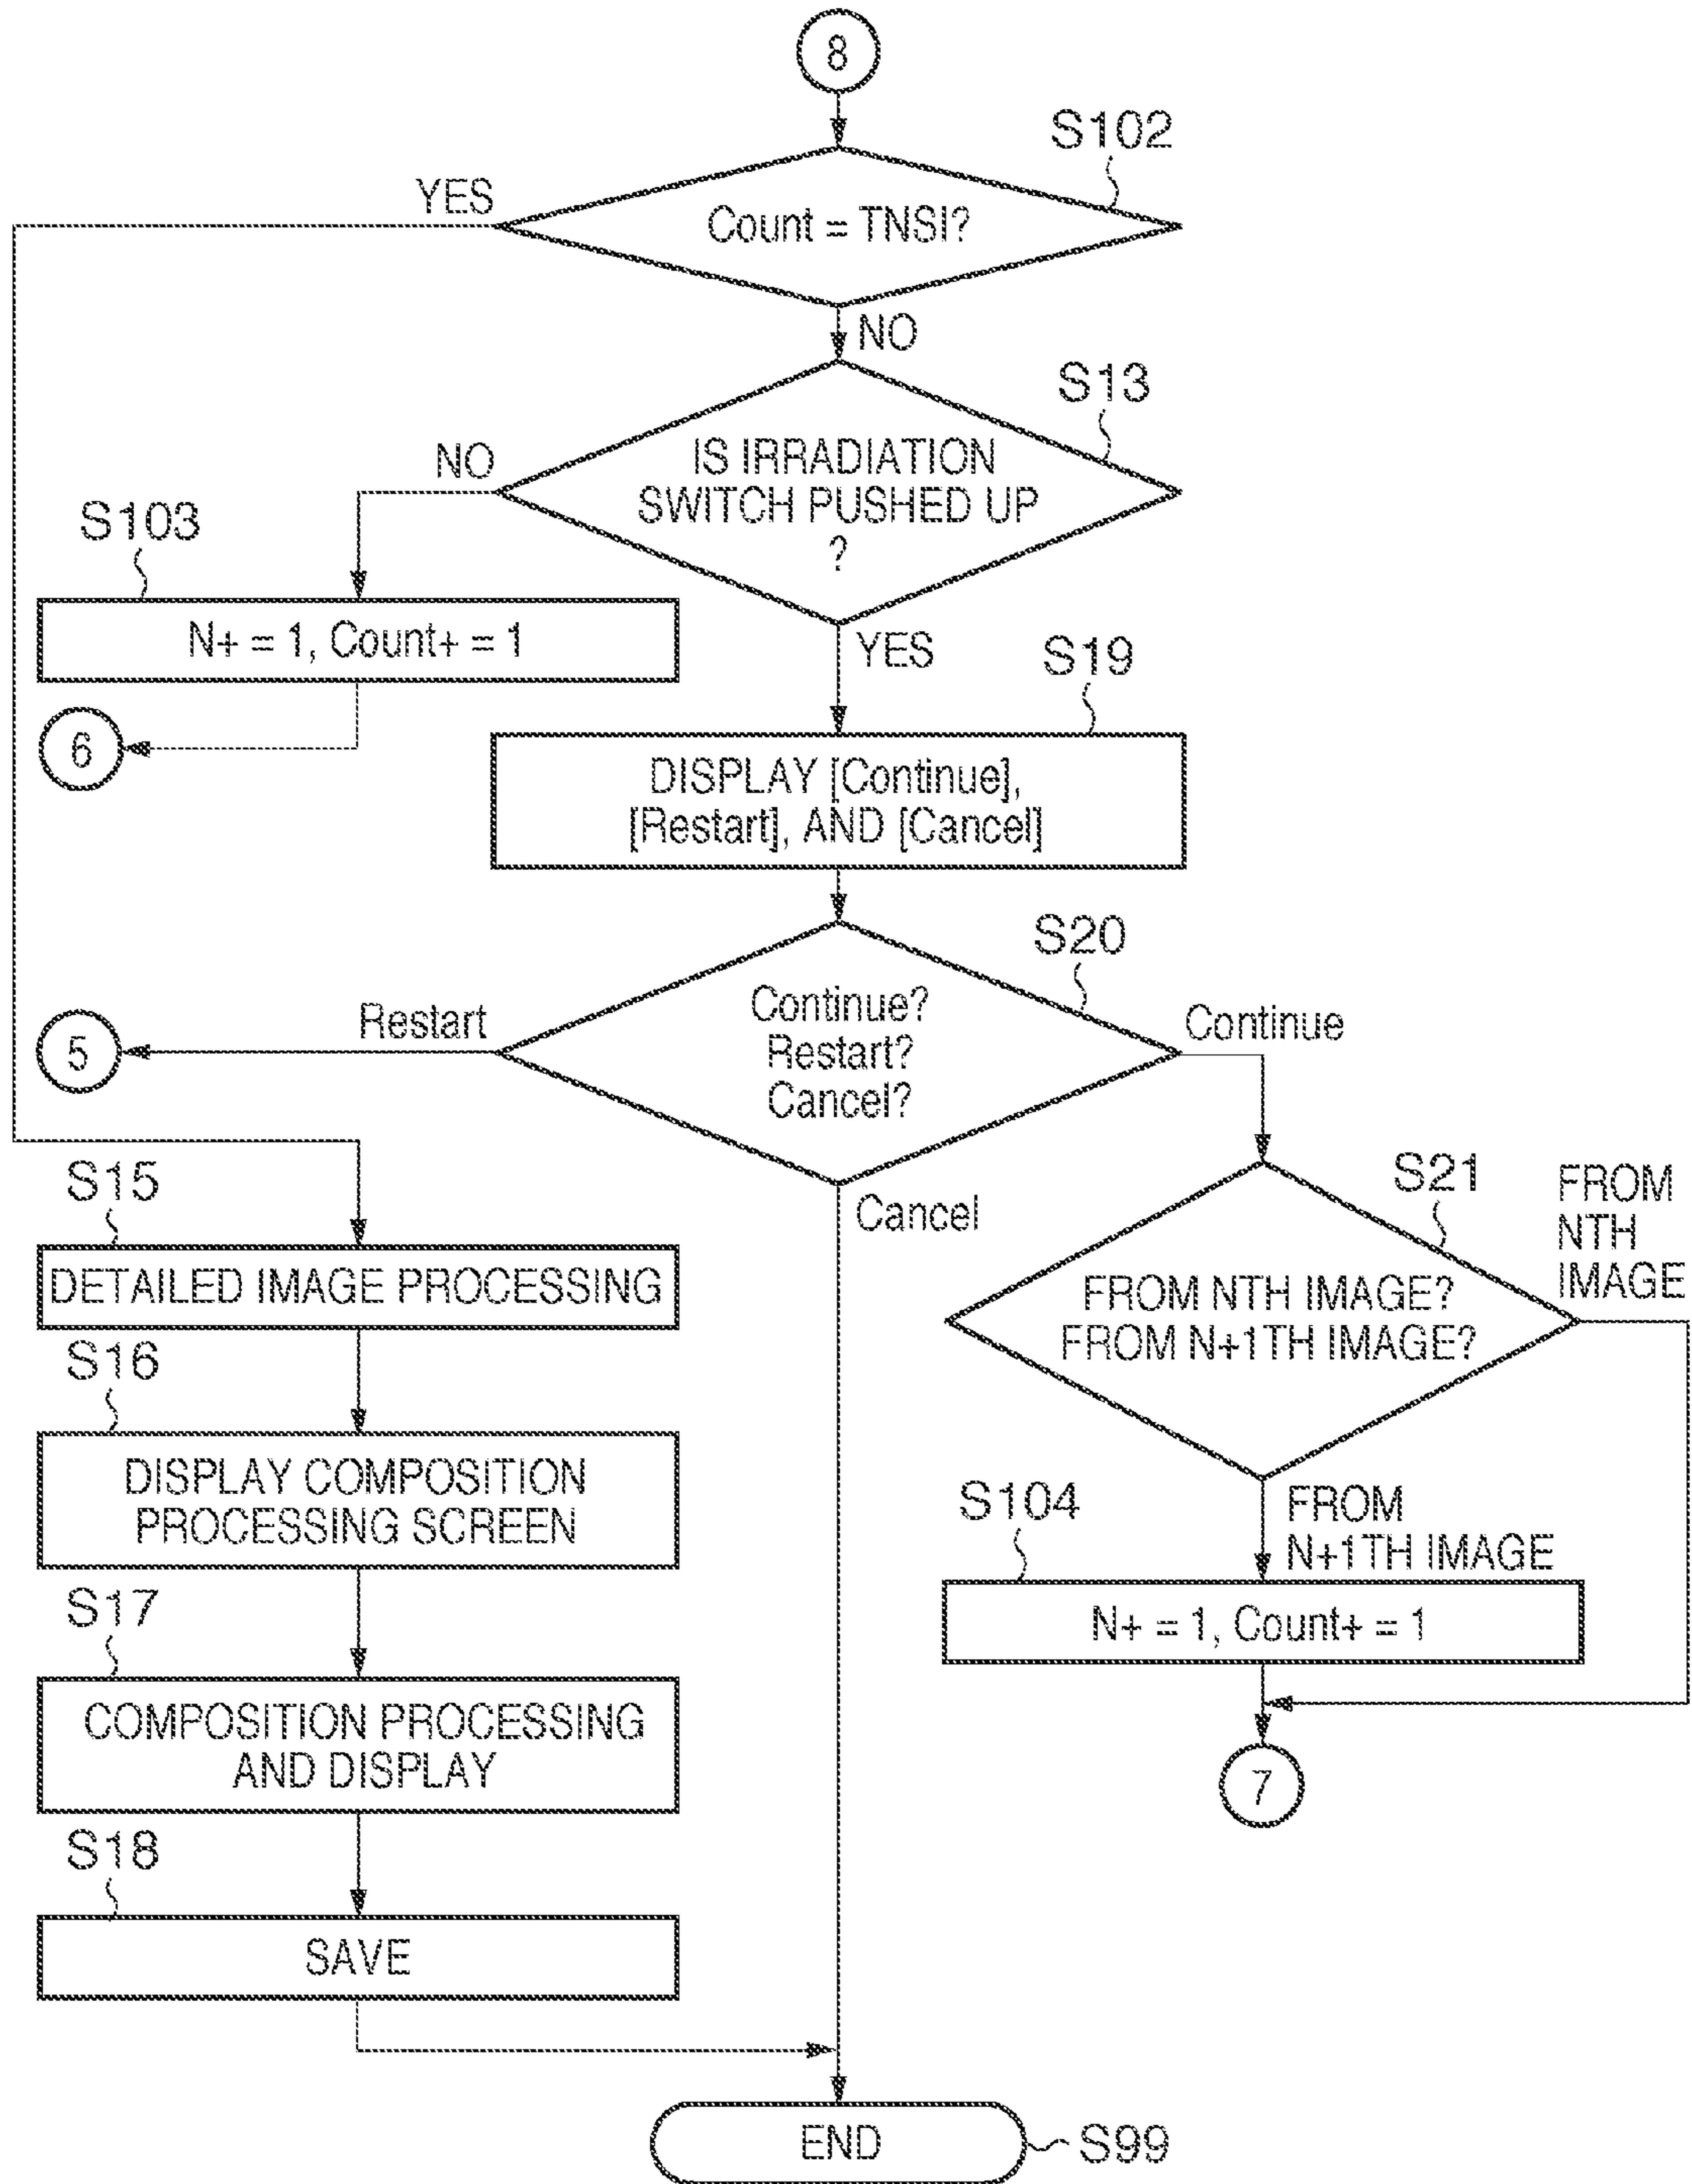 8
S102
YES
Count = TNSI?
NO
S13
NO
IS IRRADIATION
SWITCH PUSHED UP
?
S103
N+ = 1, Count+ = 1
YES
S19
6
DISPLAY [Continue],
[Restart], AND [Cancel]
S20
Restart
Continue?
Restart?
Cancel?
Continue
5
S15
Cancel
S21
FROM
NTH
IMAGE
DETAILED IMAGE PROCESSING
FROM NTH IMAGE?
FROM N+1TH IMAGE?
S16
DISPLAY COMPOSITION
PROCESSING SCREEN
S104
FROM
N+1TH IMAGE
N+ = 1, Count+ = 1
S17
COMPOSITION PROCESSING
AND DISPLAY
7
S18
SAVE
END
S99